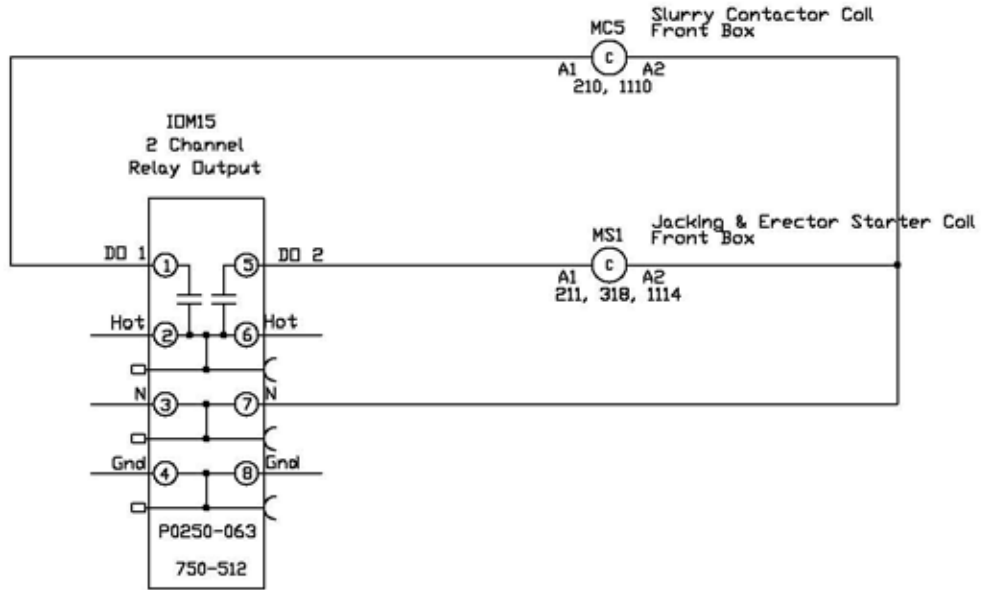 Slurry Contactor Coil
Front Box
MC5
C
A1 A2
210, 1110
IOM15
2 Channel
Relay Output
Jacking & Erector Starter Coil
Front Box
MS1
C
A1 A2
211, 318, 1114
DO 1 1 5 DO 2
Hot 2 6 Hot
N 3 7 N
Gnd 4 8 Gnd
P0250-063
750-512